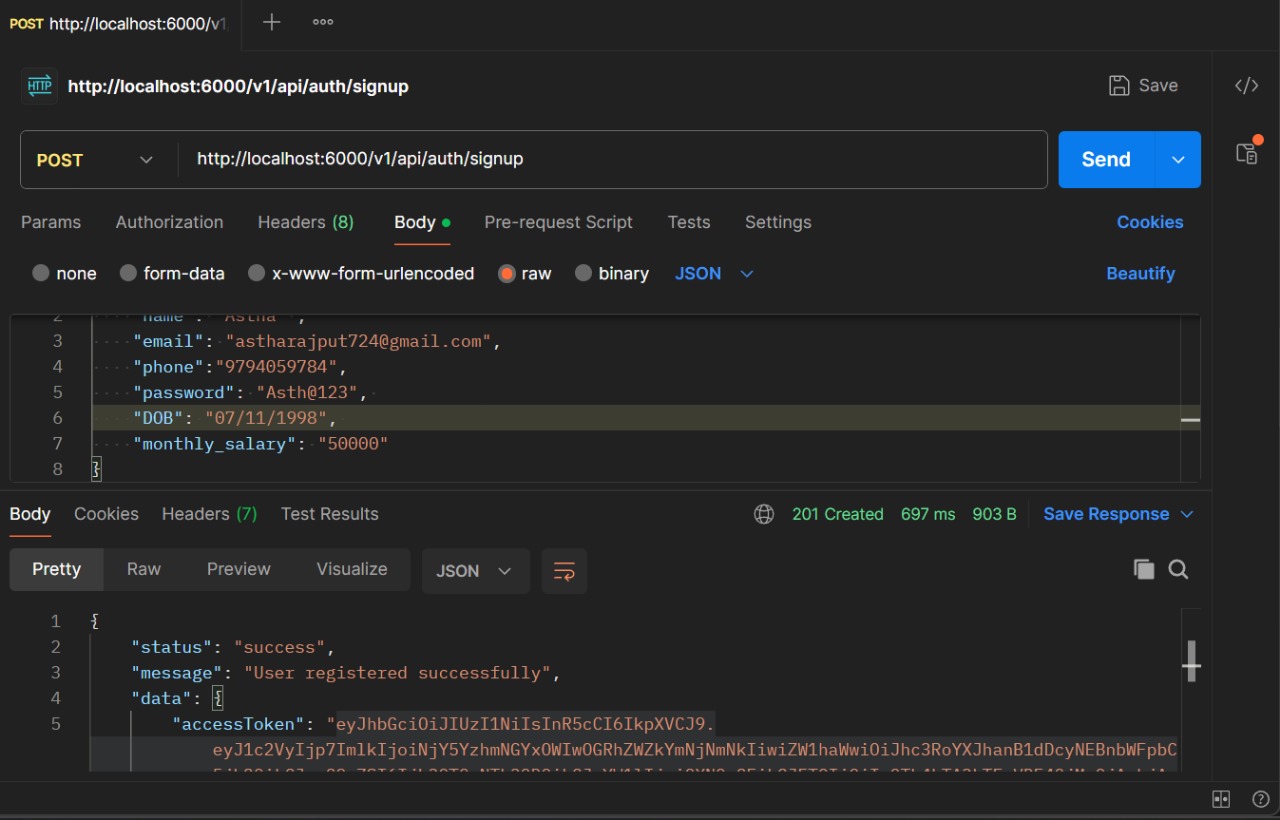 POST http://localhost:6000/v1
http://localhost:6000/v1/api/auth/signup
Save
POST http://localhost:6000/v1/api/auth/signup
Send
Params Authorization Headers (8) Body Pre-request Script Tests Settings Cookies
none form-data x-www-form-urlencoded raw binary JSON Beautify
2 "name": "Astha",
3 "email": "astharajput724@gmail.com",
4 "phone":"9794059784",
5 "password": "Asth@123",
6 "DOB": "07/11/1998",
7 "monthly_salary": "50000"
8 }
Body Cookies Headers (7) Test Results 201 Created 697 ms 903 B Save Response
Pretty Raw Preview Visualize JSON
1 {
2 "status": "success",
3 "message": "User registered successfully",
4 "data": {
5 "accessToken": "eyJhbGciOiJIUzI1NiIsInR5cCI6IkpXVCJ9.
eyJ1c2VyIjp7ImlkIjoiNjY5YzhmNGYxOWIwOGRhZWZkYmNjNmNkIiwiZW1haWwiOiJhc3RoYXJhanB1dDcyNEBnbWFpbC